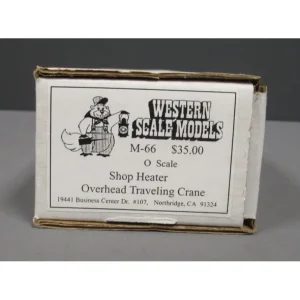 WESTERN
SCALE MODELS
M-66 $35.00
O Scale
Shop Heater
Overhead Traveling Crane
19441 Business Center Dr. #107, Northridge, CA 91324